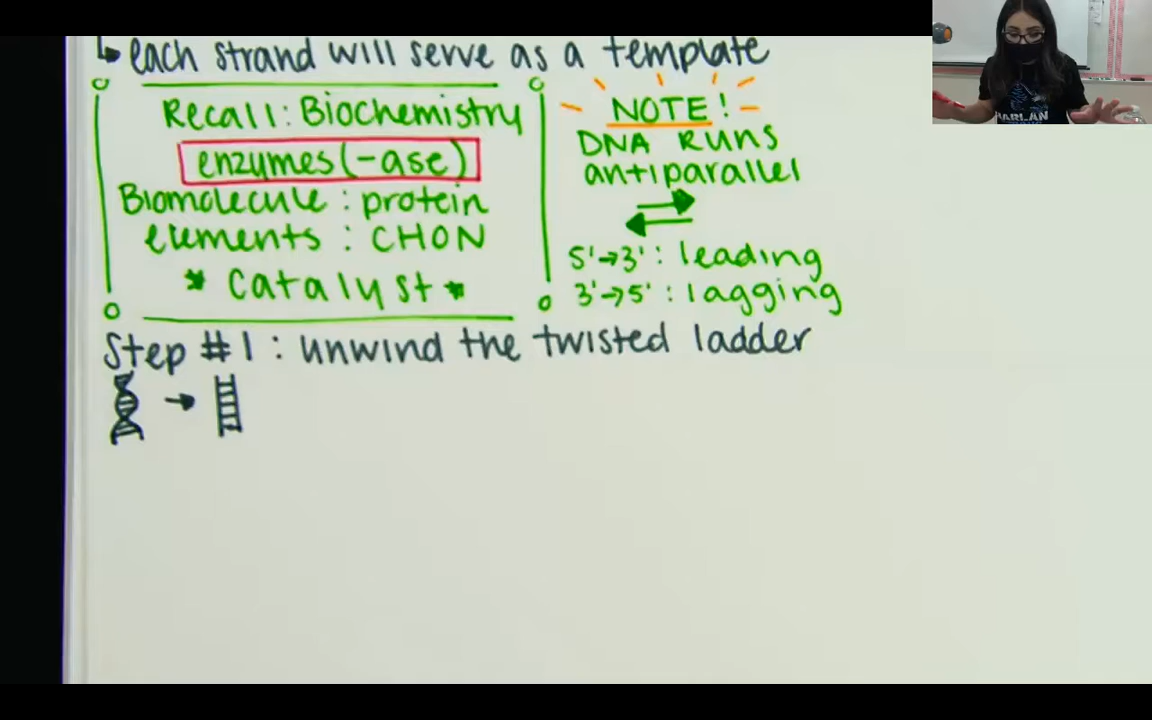 ↳ each strand will serve as a template
Recall: Biochemistry
enzymes (-ase)
Biomolecule : protein
elements : CHON
* catalyst *
NOTE!
DNA RUNS
antiparallel
5'→3' : leading
3'→5' : lagging
Step #1 : unwind the twisted ladder
→
HARLAN